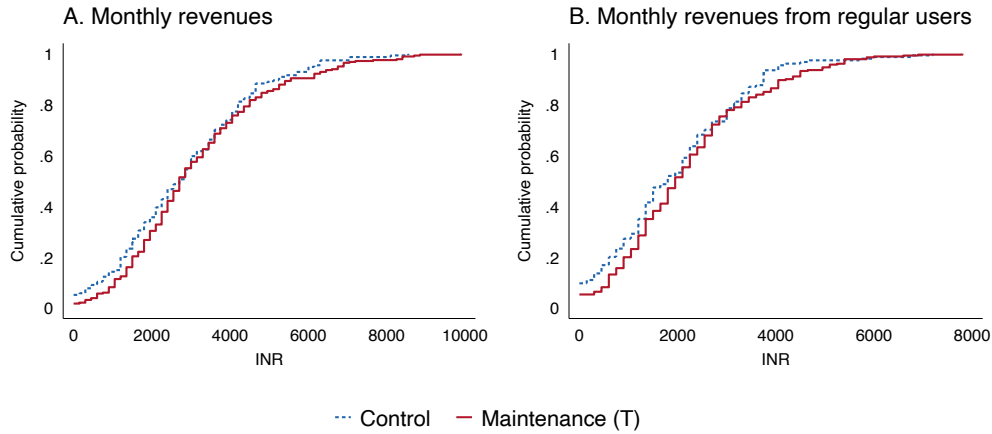 A. Monthly revenues
Cumulative probability
1
.8
.6
.4
.2
0
0 2000 4000 6000 8000 10000
INR
B. Monthly revenues from regular users
Cumulative probability
1
.8
.6
.4
.2
0
0 2000 4000 6000 8000
INR
Control Maintenance (T)